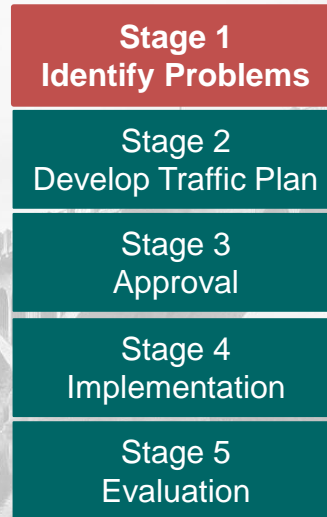 Stage 1
Identify Problems
Stage 2
Develop Traffic Plan
Stage 3
Approval
Stage 4
Implementation
Stage 5
Evaluation